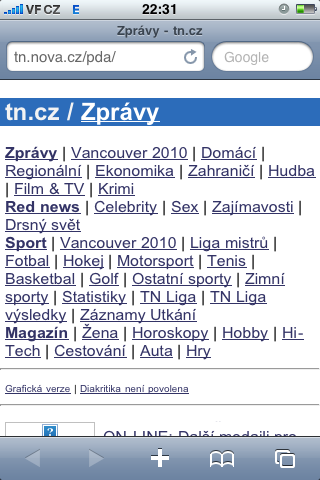 VF CZ E 22:31
Zprávy - tn.cz
tn.nova.cz/pda/ Google
tn.cz / Zprávy
Zprávy | Vancouver 2010 | Domácí |
Regionální | Ekonomika | Zahraničí | Hudba
| Film & TV | Krimi
Red news | Celebrity | Sex | Zajímavosti |
Drsný svět
Sport | Vancouver 2010 | Liga mistrů |
Fotbal | Hokej | Motorsport | Tenis |
Basketbal | Golf | Ostatní sporty | Zimní
sporty | Statistiky | TN Liga | TN Liga
výsledky | Záznamy Utkání
Magazín | Žena | Horoskopy | Hobby | Hi-
Tech | Cestování | Auta | Hry
Grafická verze | Diakritika není povolena
ON-LINE: Další medaili pro